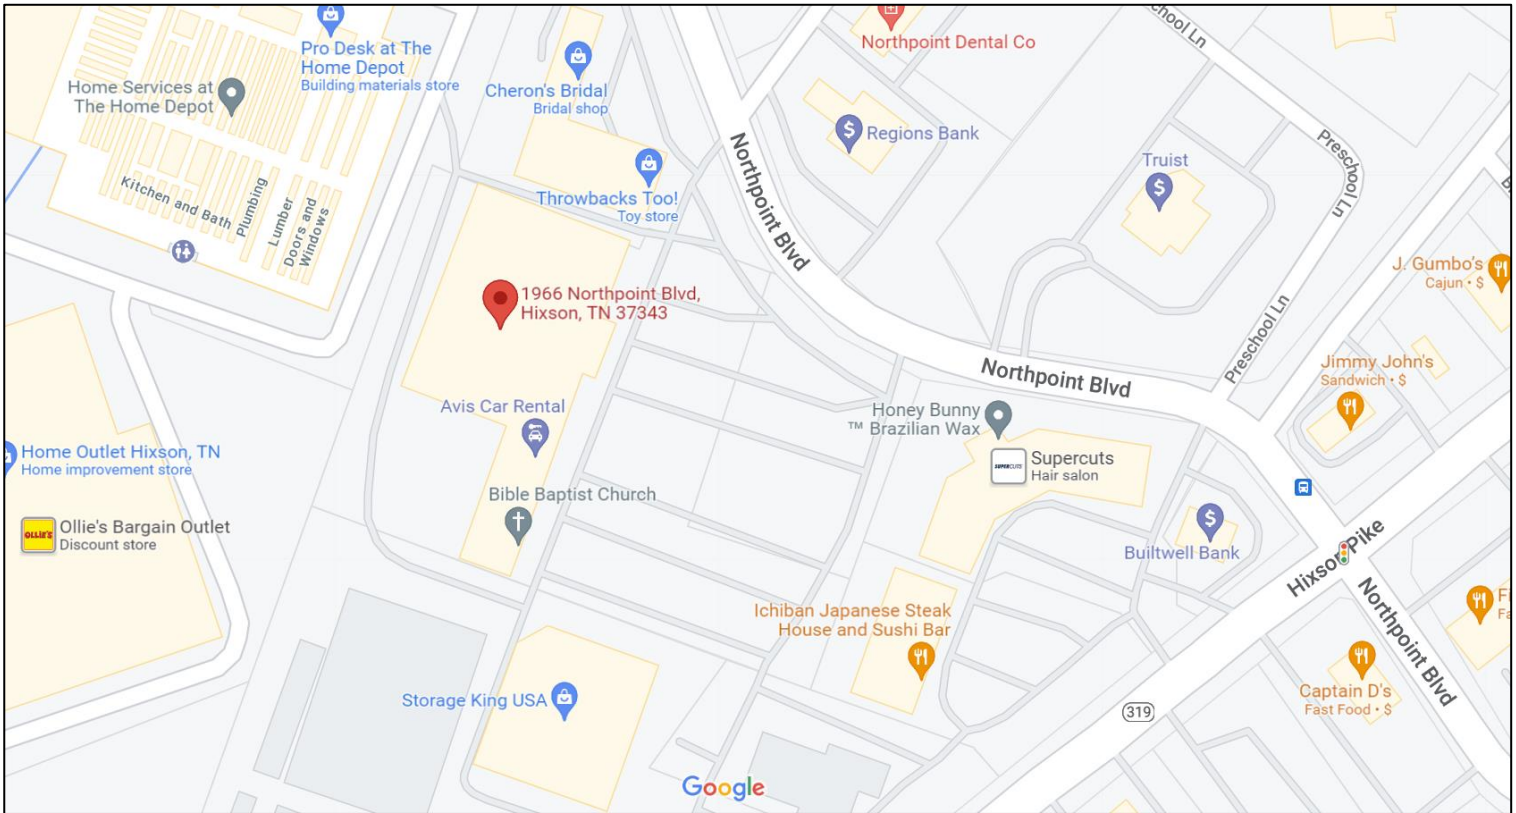 Pro Desk at The
Home Depot
Building materials store
Home Services at
The Home Depot
Kitchen and Bath
Plumbing
Lumber
Doors and
Windows
Cheron's Bridal
Bridal shop
Throwbacks Too!
Toy store
Northpoint Dental Co
Regions Bank
Truist
Northpoint Blvd
Preschool Ln
Preschool Ln
J. Gumbo's
Cajun • $
1966 Northpoint Blvd,
Hixson, TN 37343
Northpoint Blvd
Jimmy John's
Sandwich • $
Avis Car Rental
Honey Bunny
™ Brazilian Wax
SUPERCUTS
Supercuts
Hair salon
Home Outlet Hixson, TN
Home improvement store
OLLIE'S
Ollie's Bargain Outlet
Discount store
Bible Baptist Church
Builtwell Bank
Hixson Pike
Northpoint Blvd
Ichiban Japanese Steak
House and Sushi Bar
Storage King USA
Captain D's
Fast Food • $
319
Google